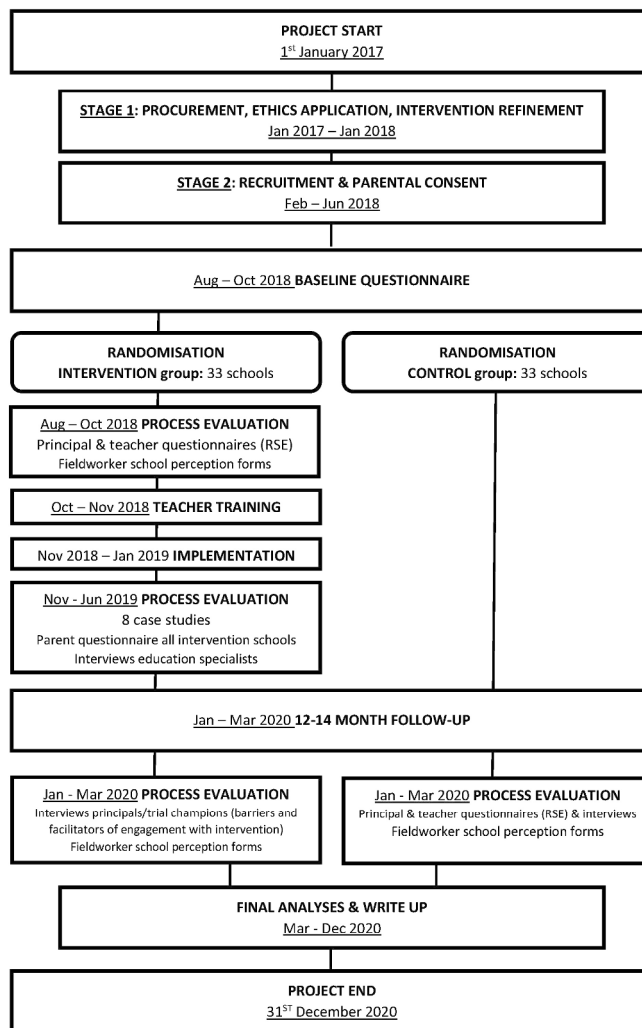 PROJECT START
1st January 2017
STAGE 1: PROCUREMENT, ETHICS APPLICATION, INTERVENTION REFINEMENT
Jan 2017 – Jan 2018
STAGE 2: RECRUITMENT & PARENTAL CONSENT
Feb – Jun 2018
Aug – Oct 2018 BASELINE QUESTIONNAIRE
RANDOMISATION
INTERVENTION group: 33 schools
RANDOMISATION
CONTROL group: 33 schools
Aug – Oct 2018 PROCESS EVALUATION
Principal & teacher questionnaires (RSE)
Fieldworker school perception forms
Oct – Nov 2018 TEACHER TRAINING
Nov 2018 – Jan 2019 IMPLEMENTATION
Nov - Jun 2019 PROCESS EVALUATION
8 case studies
Parent questionnaire all intervention schools
Interviews education specialists
Jan – Mar 2020 12-14 MONTH FOLLOW-UP
Jan - Mar 2020 PROCESS EVALUATION
Interviews principals/trial champions (barriers and
facilitators of engagement with intervention)
Fieldworker school perception forms
Jan - Mar 2020 PROCESS EVALUATION
Principal & teacher questionnaires (RSE) & interviews
Fieldworker school perception forms
FINAL ANALYSES & WRITE UP
Mar - Dec 2020
PROJECT END
31ST December 2020